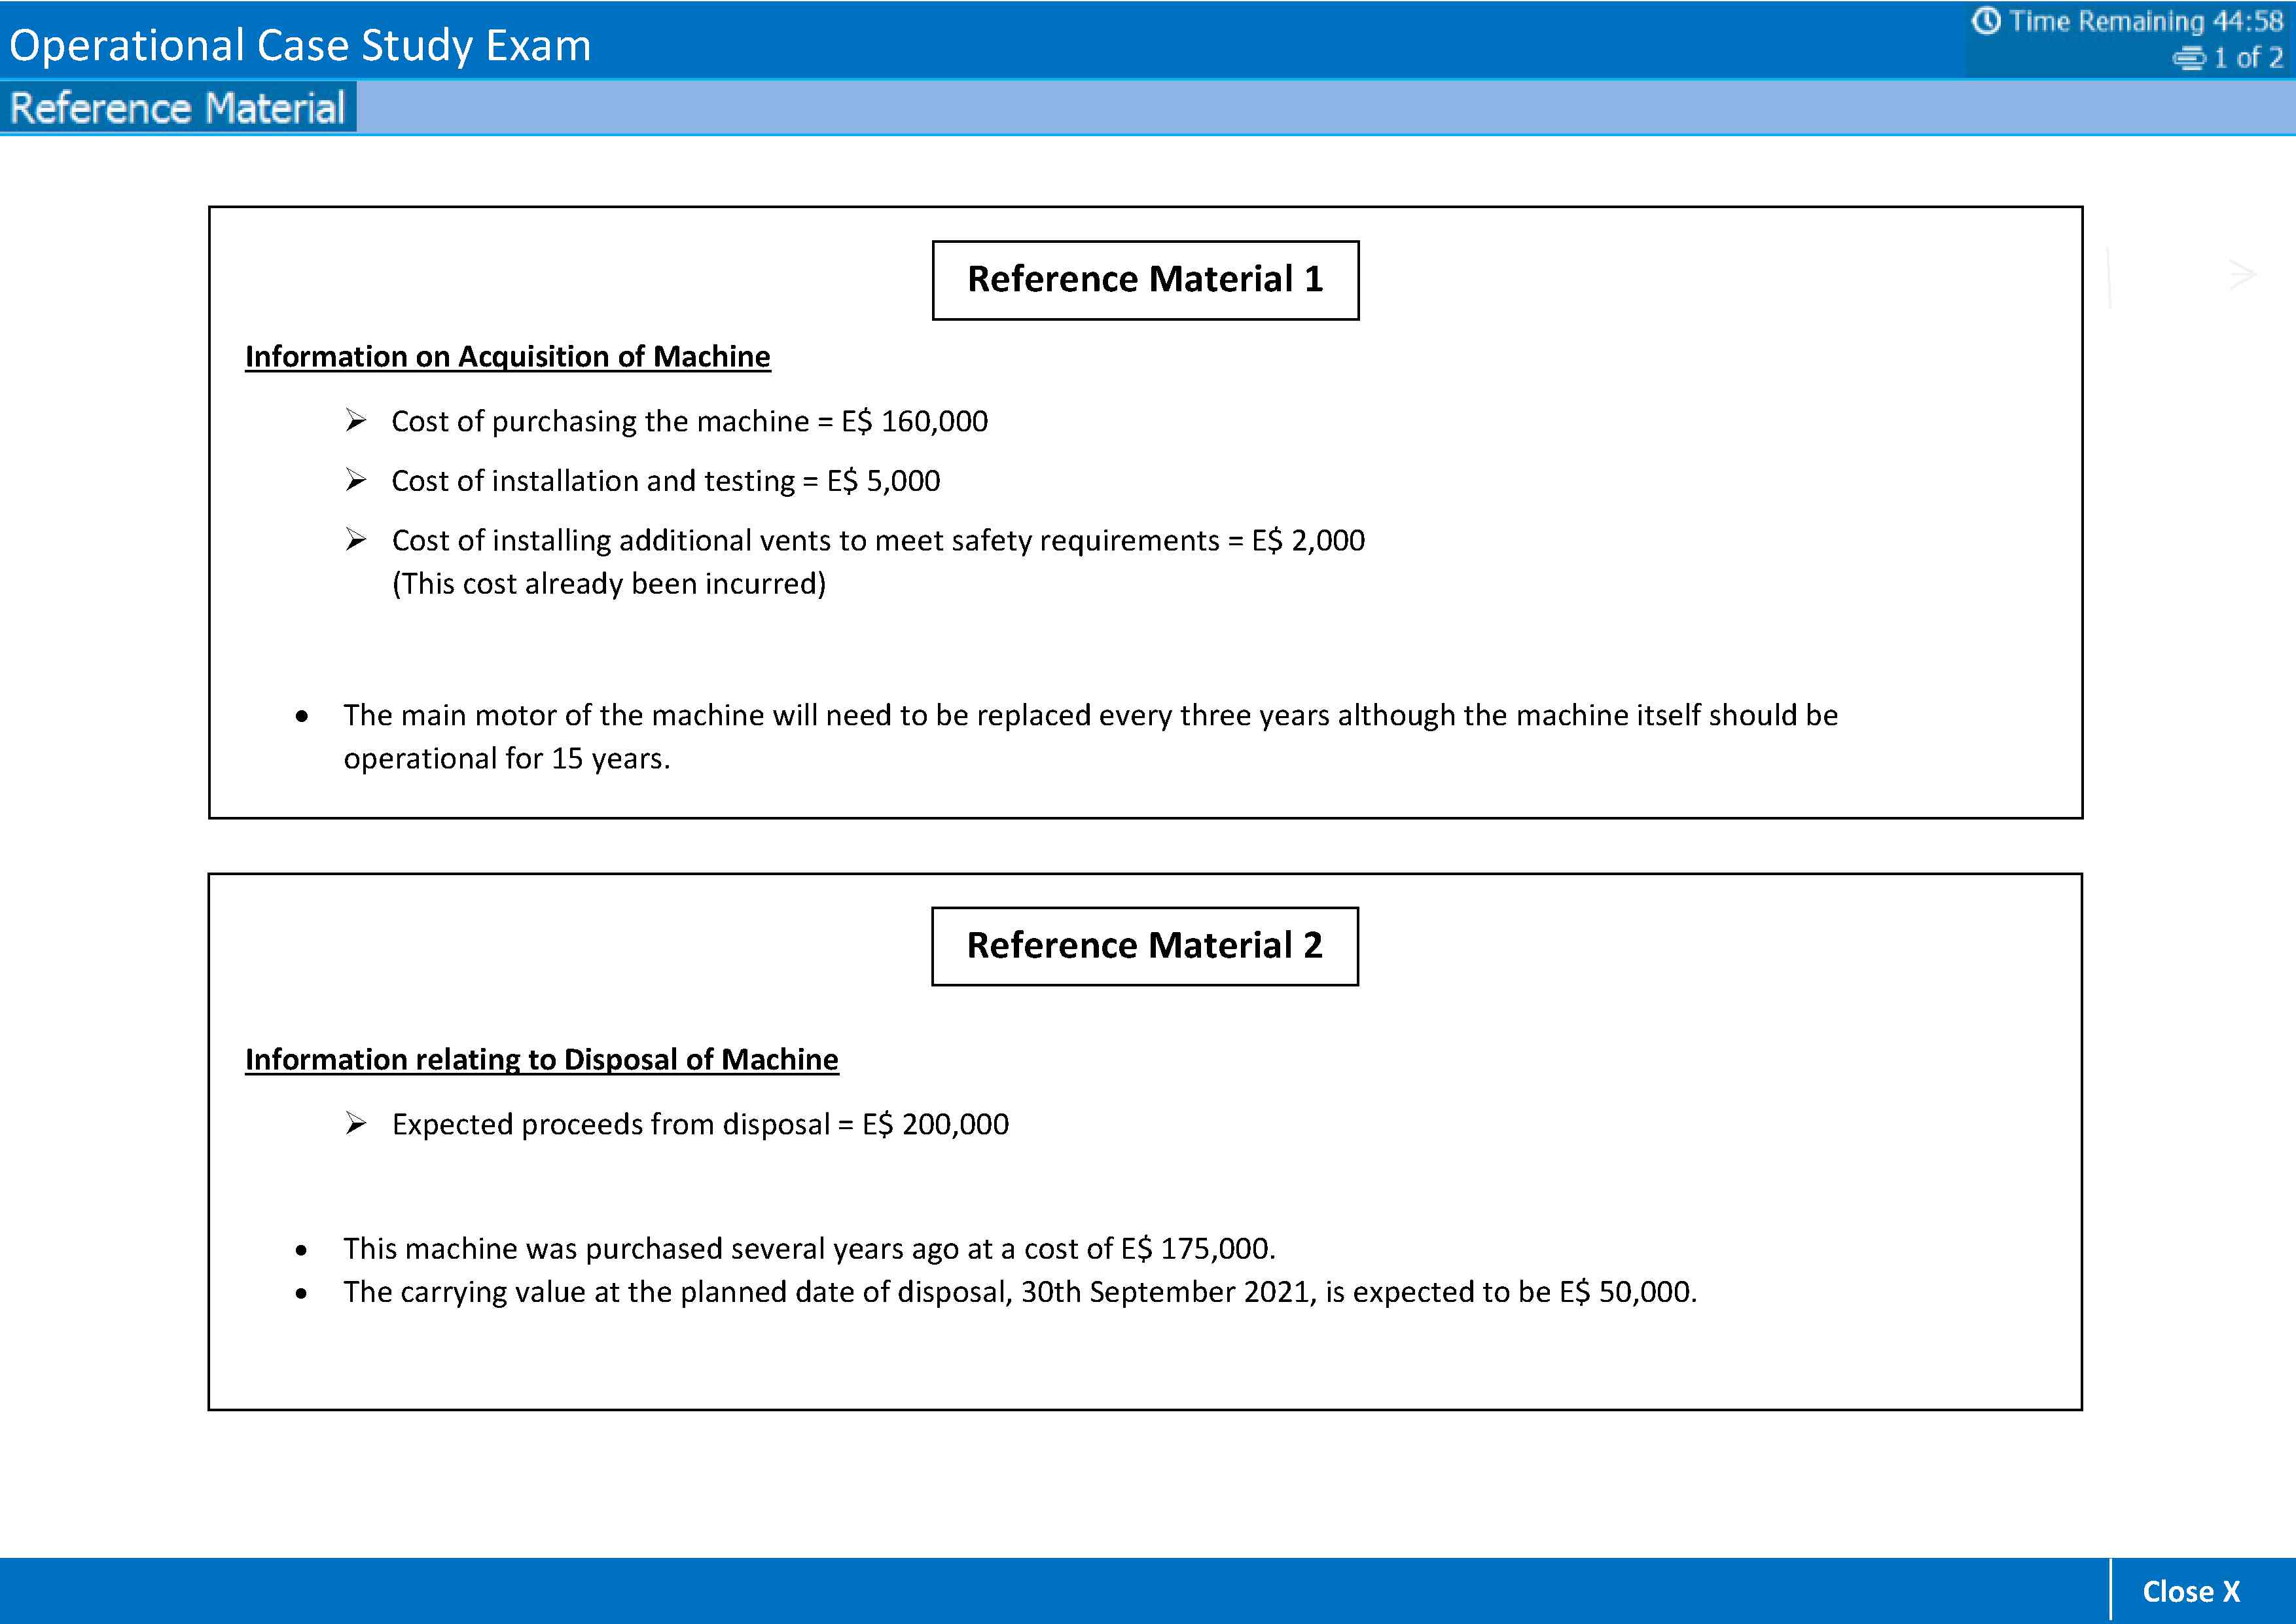 Operational Case Study Exam
Time Remaining 44:58
1 of 2
Reference Material
Reference Material 1
Information on Acquisition of Machine
➢ Cost of purchasing the machine = E$ 160,000
➢ Cost of installation and testing = E$ 5,000
➢ Cost of installing additional vents to meet safety requirements = E$ 2,000
(This cost already been incurred)
• The main motor of the machine will need to be replaced every three years although the machine itself should be
operational for 15 years.
Reference Material 2
Information relating to Disposal of Machine
➢ Expected proceeds from disposal = E$ 200,000
• This machine was purchased several years ago at a cost of E$ 175,000.
• The carrying value at the planned date of disposal, 30th September 2021, is expected to be E$ 50,000.
Close X